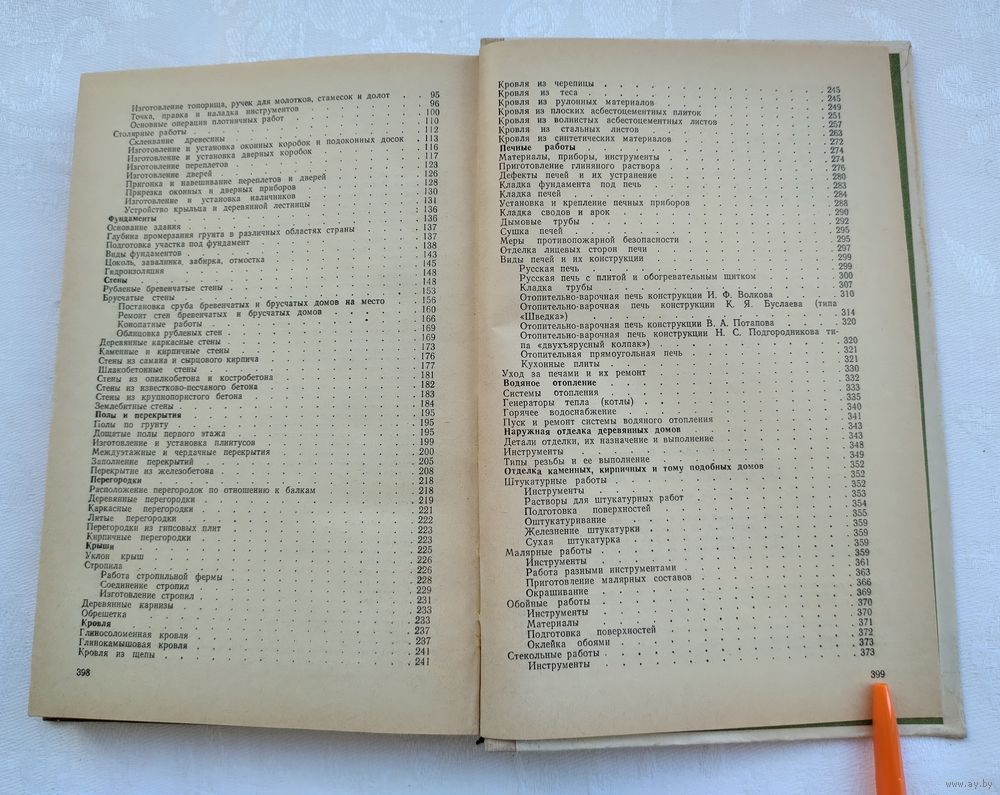 Изготовление топорища, ручек для молотков, стамесок и долот . 95
Точка, правка и наладка инструментов . 96
Основные операции плотничных работ . 100
Столярные работы . 110
Склеивание древесины . 112
Изготовление и установка оконных коробок и подоконных досок 113
Изготовление и установка дверных коробок . 116
Изготовление переплетов . 117
Изготовление дверей . 123
Пригонка и навешивание переплетов и дверей . 126
Прирезка оконных и дверных приборов . 128
Изготовление и установка наличников . 130
Устройство крыльца и деревянной лестницы . 131
Фундаменты . 136
Основание здания . 136
Глубина промерзания грунта в различных областях страны . 137
Подготовка участка под фундамент . 137
Виды фундаментов . 138
Цоколь, завалинка, забирка, отмостка . 143
Гидроизоляция . 145
Стены . 148
Рубленые бревенчатые стены . 148
Брусчатые стены . 153
Постановка сруба бревенчатых и брусчатых домов на место . 156
Ремонт стен бревенчатых и брусчатых домов . 160
Конопатные работы . 166
Облицовка рубленых стен . 169
Деревянные каркасные стены . 169
Каменные и кирпичные стены . 173
Стены из самана и сырцового кирпича . 176
Шлакобетонные стены . 177
Стены из опилкобетона и костробетона . 181
Стены из известково-песчаного бетона . 182
Стены из крупнопористого бетона . 183
Землебитные стены . 184
Полы и перекрытия . 195
Полы по грунту . 195
Дощатые полы первого этажа . 195
Изготовление и установка плинтусов . 199
Междуэтажные и чердачные перекрытия . 200
Заполнение перекрытий . 205
Перекрытие из железобетона . 208
Перегородки . 218
Расположение перегородок по отношению к балкам . 218
Деревянные перегородки . 219
Каркасные перегородки . 221
Литые перегородки . 222
Перегородки из гипсовых плит . 223
Кирпичные перегородки . 223
Крыши . 225
Уклон крыш . 226
Стропила . 226
Работа стропильной фермы . 228
Соединение стропил . 229
Изготовление стропил . 231
Деревянные карнизы . 233
Обрешетка . 233
Кровля . 237
Глиносоломенная кровля . 237
Глинокамышовая кровля . 241
Кровля из щепы . 241
398
Кровля из черепицы . 245
Кровля из теса . 245
Кровля из рулонных материалов . 249
Кровля из плоских асбестоцементных плиток . 251
Кровля из волнистых асбестоцементных листов . 257
Кровля из стальных листов . 263
Кровля из синтетических материалов . 272
Печные работы . 274
Материалы, приборы, инструменты . 274
Приготовление глиняного раствора . 276
Дефекты печей и их устранение . 280
Кладка фундамента под печь . 283
Кладка печей . 284
Установка и крепление печных приборов . 288
Кладка сводов и арок . 290
Дымовые трубы . 292
Сушка печей . 295
Меры противопожарной безопасности . 295
Отделка лицевых сторон печи . 297
Виды печей и их конструкции . 299
Русская печь . 299
Русская печь с плитой и обогревательным щитком . 300
Кладка трубы . 307
Отопительно-варочная печь конструкции И. Ф. Волкова . 310
Отопительно-варочная печь конструкции К. Я. Буслаева (типа
«Шведка») . 314
Отопительно-варочная печь конструкции В. А. Потапова . 320
Отопительно-варочная печь конструкции Н. С. Подгородникова ти-
па «двухъярусный колпак») . 320
Отопительная прямоугольная печь . 321
Кухонные плиты . 321
Уход за печами и их ремонт . 330
Водяное отопление . 332
Системы отопления . 333
Генераторы тепла (котлы) . 335
Горячее водоснабжение . 340
Пуск и ремонт системы водяного отопления . 341
Наружная отделка деревянных домов . 343
Детали отделки, их назначение и выполнение . 343
Инструменты . 348
Типы резьбы и ее выполнение . 349
Отделка каменных, кирпичных и тому подобных домов . 352
Штукатурные работы . 352
Инструменты . 352
Растворы для штукатурных работ . 353
Подготовка поверхностей . 354
Оштукатуривание . 355
Железнение штукатурки . 359
Сухая штукатурка . 359
Малярные работы . 359
Инструменты . 359
Работа разными инструментами . 361
Приготовление малярных составов . 363
Окрашивание . 366
Обойные работы . 369
Инструменты . 370
Материалы . 370
Подготовка поверхностей . 371
Оклейка обоями . 372
Стекольные работы . 373
Инструменты . 373
399
www.ay.by